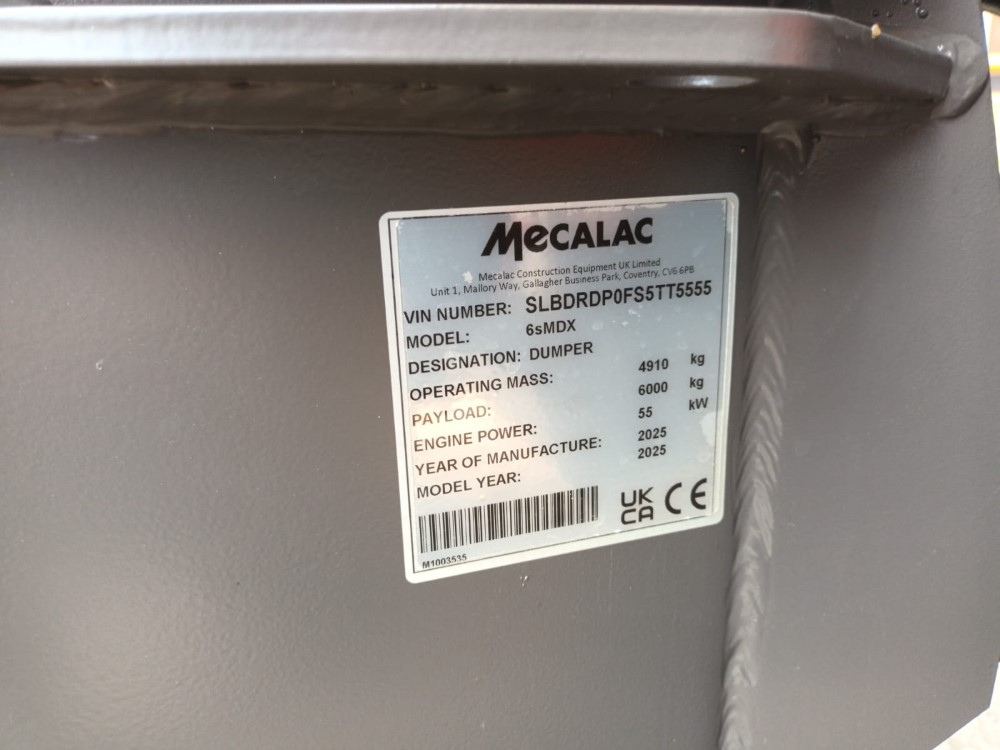 MECALAC
Mecalac Construction Equipment UK Limited
Unit 1, Mallory Way, Gallagher Business Park, Coventry, CV6 6PB
VIN NUMBER: SLBDRDP0FS5TT5555
MODEL: 6sMDX
DESIGNATION: DUMPER
OPERATING MASS: 4910 kg
PAYLOAD: 6000 kg
ENGINE POWER: 55 kW
YEAR OF MANUFACTURE: 2025
MODEL YEAR: 2025
UK
CA CE
M1003535